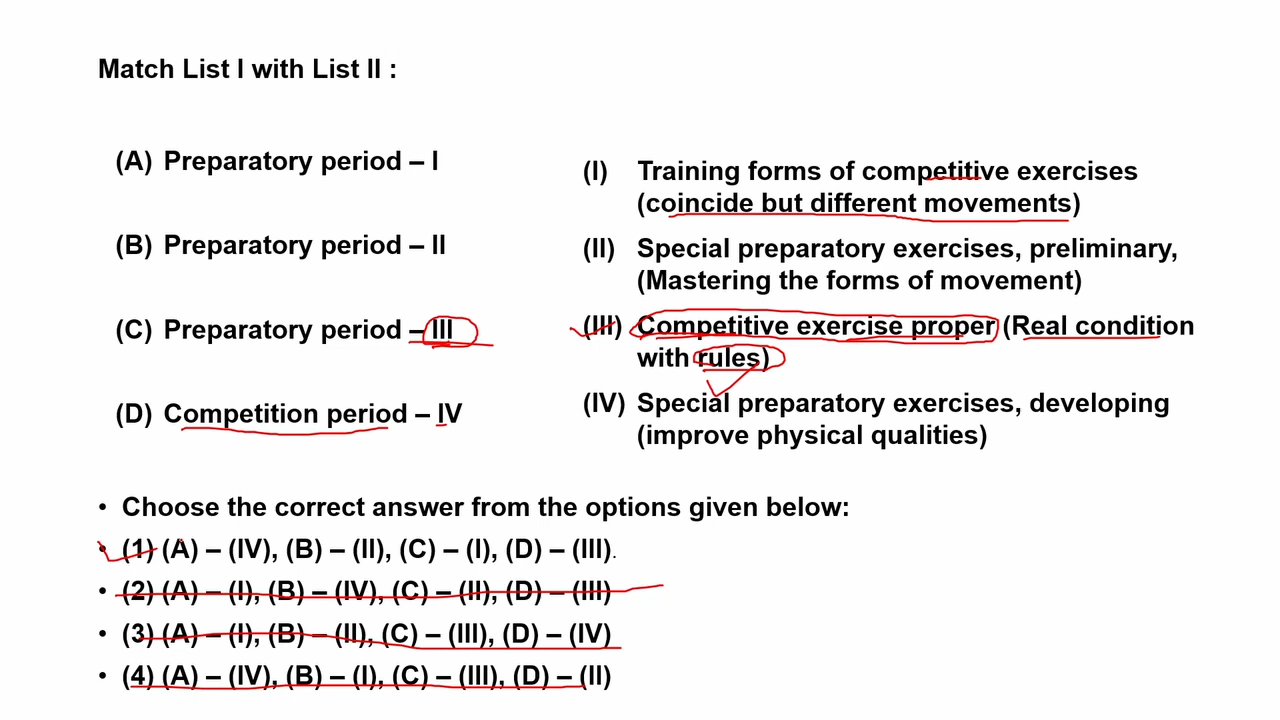 Match List I with List II :
(A) Preparatory period – I
(I) Training forms of competitive exercises
(coincide but different movements)
(B) Preparatory period – II
(II) Special preparatory exercises, preliminary,
(Mastering the forms of movement)
(C) Preparatory period – III
(III) Competitive exercise proper (Real condition
with rules)
(D) Competition period – IV
(IV) Special preparatory exercises, developing
(improve physical qualities)
• Choose the correct answer from the options given below:
• (1) (A) – (IV), (B) – (II), (C) – (I), (D) – (III).
• (2) (A) – (I), (B) – (IV), (C) – (II), (D) – (III)
• (3) (A) – (I), (B) – (II), (C) – (III), (D) – (IV)
• (4) (A) – (IV), (B) – (I), (C) – (III), (D) – (II)